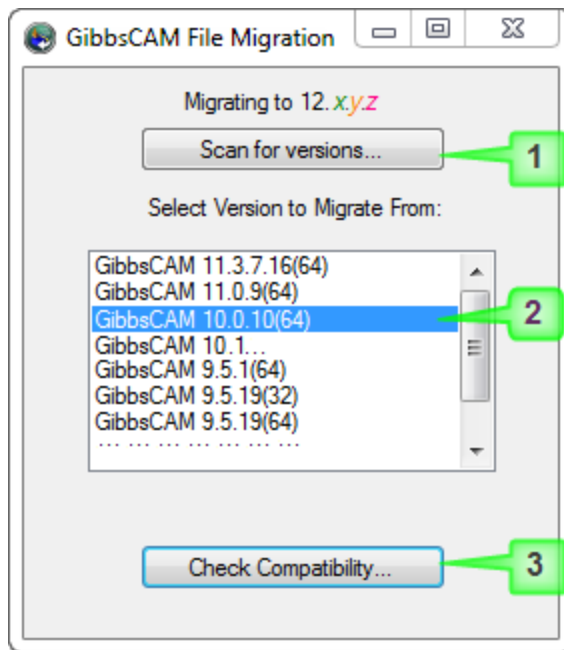 GibbsCAM File Migration
Migrating to 12.x.y.z
Scan for versions...
1
Select Version to Migrate From:
GibbsCAM 11.3.7.16(64)
GibbsCAM 11.0.9(64)
GibbsCAM 10.0.10(64)
2
GibbsCAM 10.1...
GibbsCAM 9.5.1(64)
GibbsCAM 9.5.19(32)
GibbsCAM 9.5.19(64)
... ... ... ... ... ... ...
Check Compatibility...
3